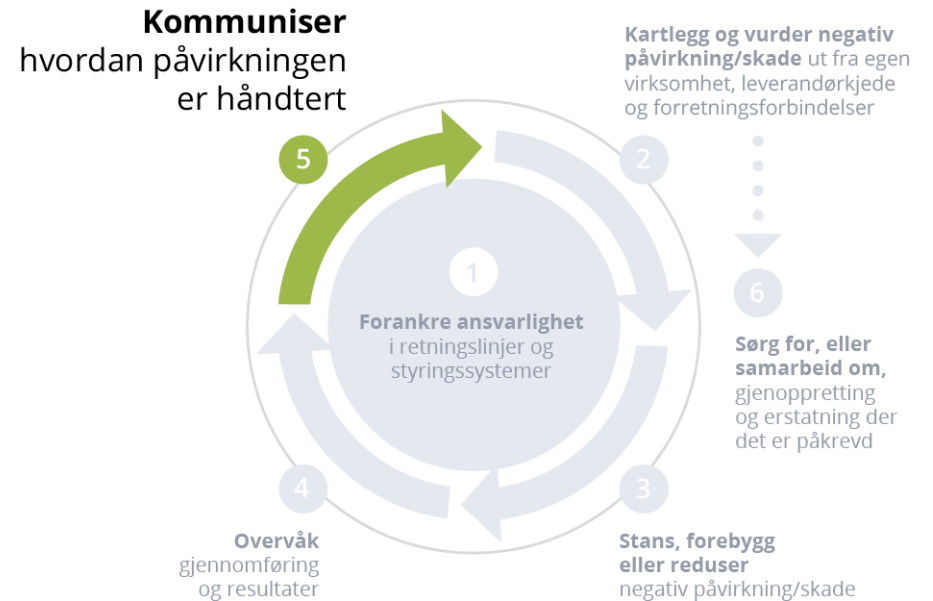 Kommuniser
hvordan påvirkningen
er håndtert
5
Kartlegg og vurder negativ
påvirkning/skade ut fra egen
virksomhet, leverandørkjede
og forretningsforbindelser
2
1
Forankre ansvarlighet
i retningslinjer og
styringssystemer
6
Sørg for, eller
samarbeid om,
gjenoppretting
og erstatning der
det er påkrevd
4
Overvåk
gjennomføring
og resultater
3
Stans, forebygg
eller reduser
negativ påvirkning/skade